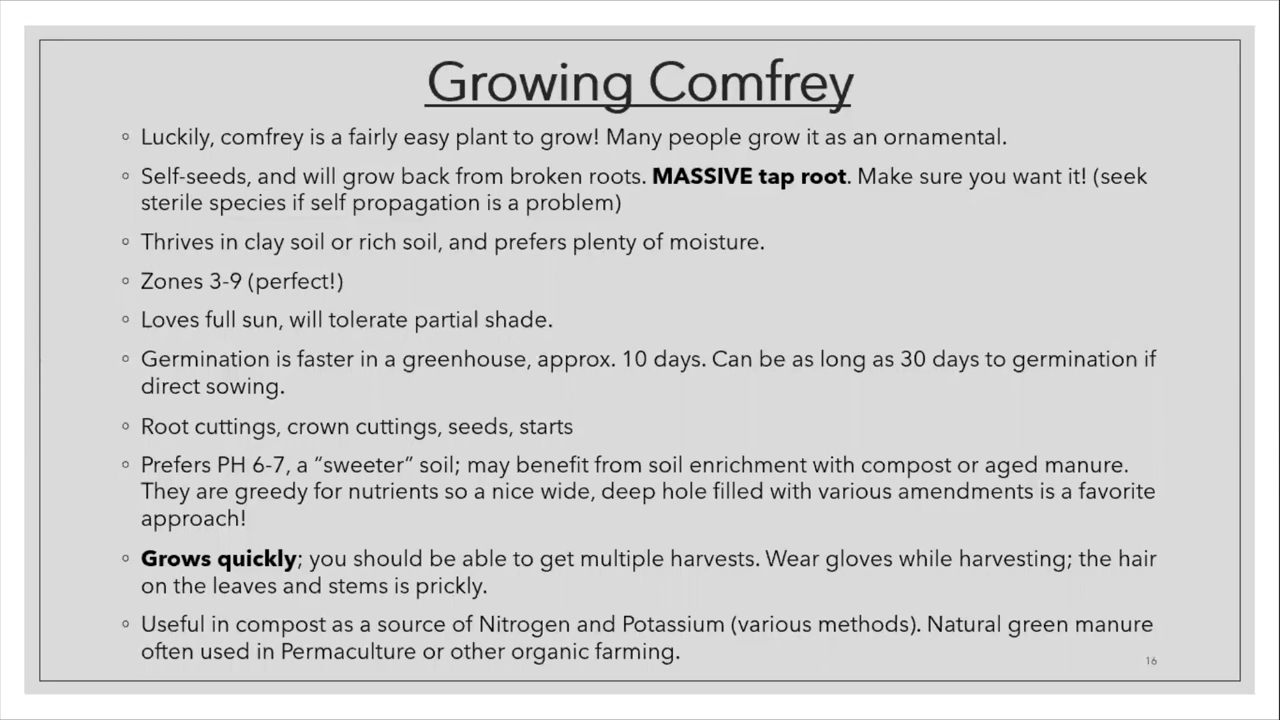 Growing Comfrey
◦ Luckily, comfrey is a fairly easy plant to grow! Many people grow it as an ornamental.
◦ Self-seeds, and will grow back from broken roots. MASSIVE tap root. Make sure you want it! (seek
sterile species if self propagation is a problem)
◦ Thrives in clay soil or rich soil, and prefers plenty of moisture.
◦ Zones 3-9 (perfect!)
◦ Loves full sun, will tolerate partial shade.
◦ Germination is faster in a greenhouse, approx. 10 days. Can be as long as 30 days to germination if
direct sowing.
◦ Root cuttings, crown cuttings, seeds, starts
◦ Prefers PH 6-7, a “sweeter” soil; may benefit from soil enrichment with compost or aged manure.
They are greedy for nutrients so a nice wide, deep hole filled with various amendments is a favorite
approach!
◦ Grows quickly; you should be able to get multiple harvests. Wear gloves while harvesting; the hair
on the leaves and stems is prickly.
◦ Useful in compost as a source of Nitrogen and Potassium (various methods). Natural green manure
often used in Permaculture or other organic farming.
16